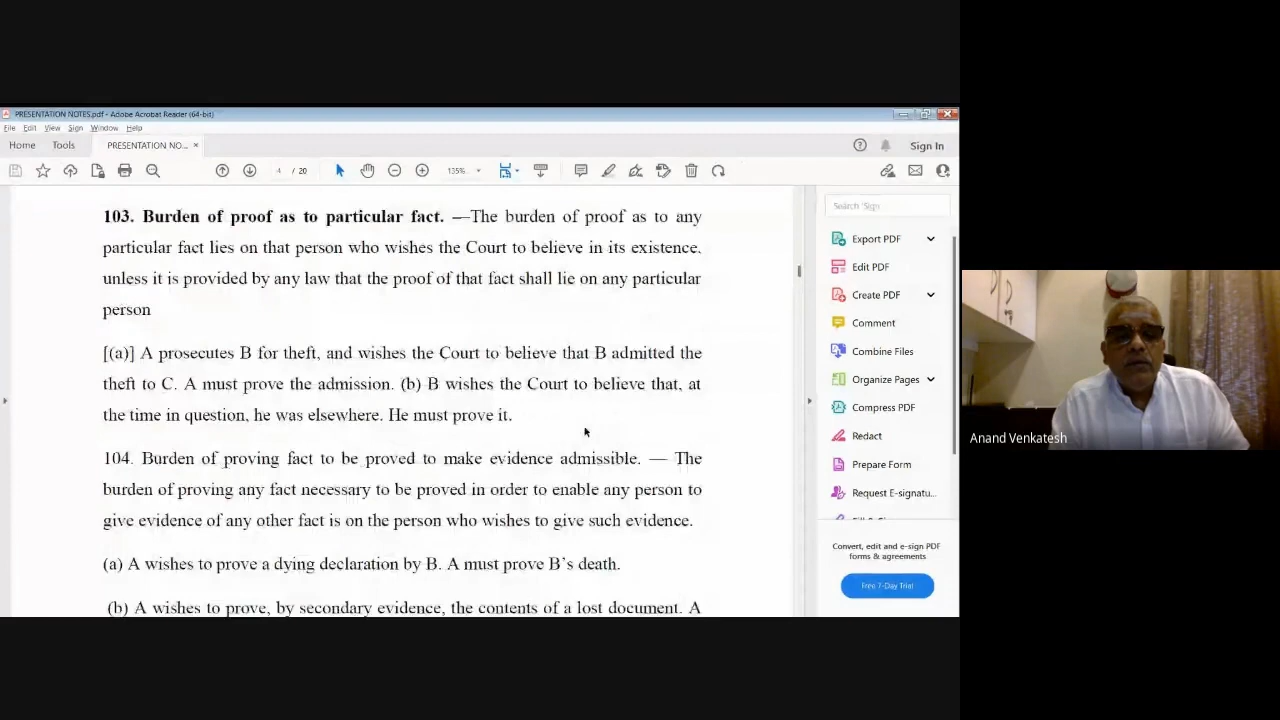 PRESENTATION NOTES.pdf - Adobe Acrobat Reader (64-bit)
File Edit View Sign Window Help
Home Tools PRESENTATION NO... × Sign In
4 / 20 135%
103. Burden of proof as to particular fact. —The burden of proof as to any
particular fact lies on that person who wishes the Court to believe in its existence,
unless it is provided by any law that the proof of that fact shall lie on any particular
person
[(a)] A prosecutes B for theft, and wishes the Court to believe that B admitted the
theft to C. A must prove the admission. (b) B wishes the Court to believe that, at
the time in question, he was elsewhere. He must prove it.
104. Burden of proving fact to be proved to make evidence admissible. — The
burden of proving any fact necessary to be proved in order to enable any person to
give evidence of any other fact is on the person who wishes to give such evidence.
(a) A wishes to prove a dying declaration by B. A must prove B's death.
(b) A wishes to prove, by secondary evidence, the contents of a lost document. A
Search 'Sign
Export PDF
Edit PDF
Create PDF
Comment
Combine Files
Organize Pages
Compress PDF
Redact
Prepare Form
Request E-signatu...
Convert, edit and e-sign PDF
forms & agreements
Free 7-Day Trial
Anand Venkatesh